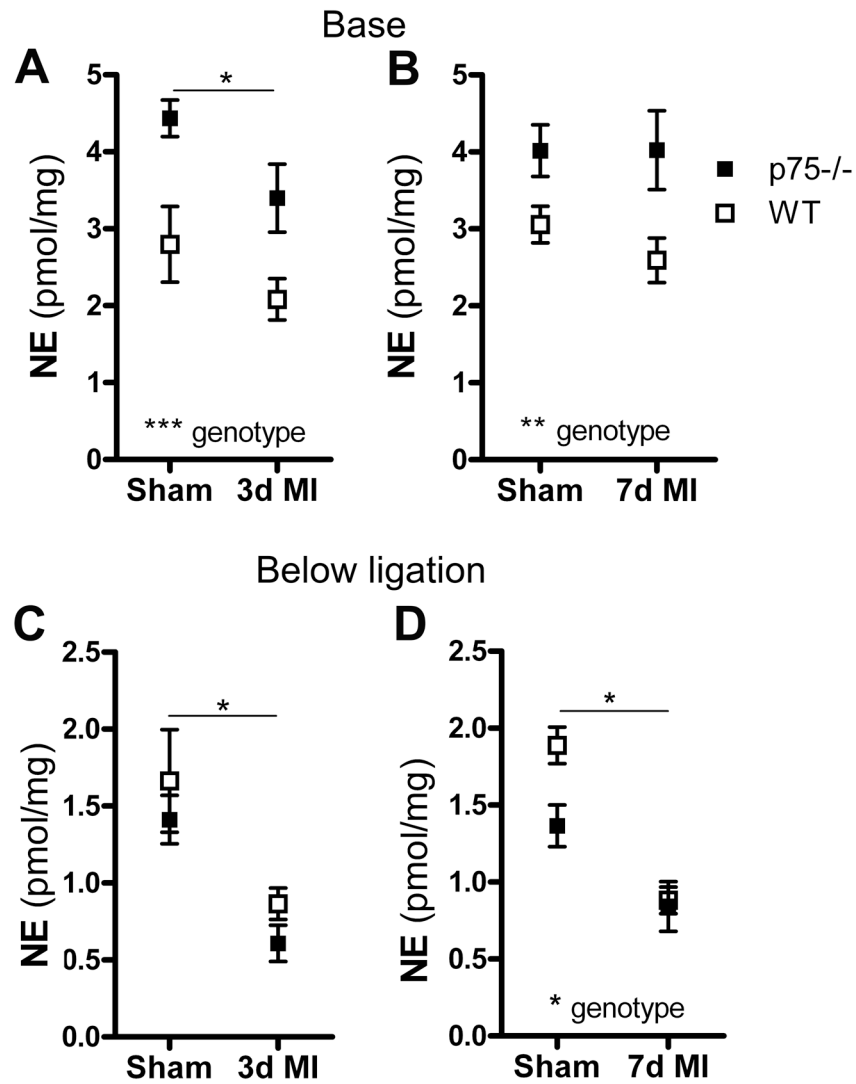 Base
A
B
5
4
3
2
1
0
NE (pmol/mg)
*
*** genotype
Sham 3d MI
5
4
3
2
1
0
NE (pmol/mg)
** genotype
Sham 7d MI
p75-/-
WT
Below ligation
C
D
2.5
2.0
1.5
1.0
0.5
0.0
NE (pmol/mg)
*
Sham 3d MI
2.5
2.0
1.5
1.0
0.5
0.0
NE (pmol/mg)
*
* genotype
Sham 7d MI